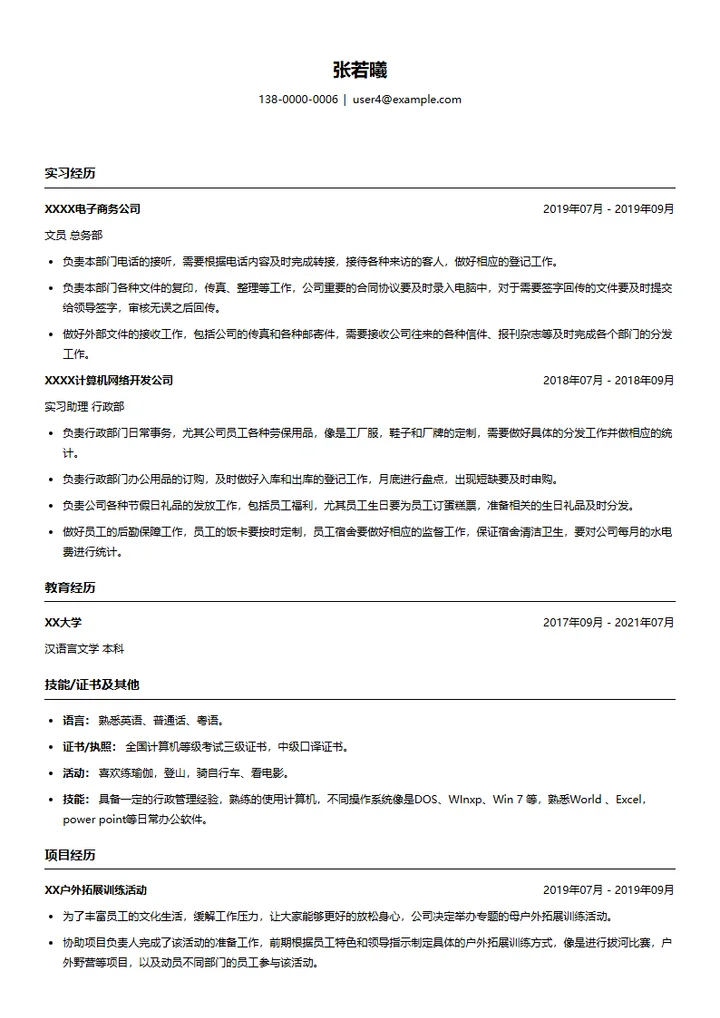 张若曦
138-0000-0006 | user4@example.com
实习经历
XXXX电子商务公司 2019年07月 - 2019年09月
文员 总务部
• 负责本部门电话的接听，需要根据电话内容及时完成转接，接待各种来访的客人，做好相应的登记工作。
• 负责本部门各种文件的复印，传真、整理等工作，公司重要的合同协议要及时录入电脑中，对于需要签字回传的文件要及时提交
给领导签字，审核无误之后回传。
• 做好外部文件的接收工作，包括公司的传真和各种邮寄件，需要接收公司往来的各种信件、报刊杂志等及时完成各个部门的分发
工作。
XXXX计算机网络开发公司 2018年07月 - 2018年09月
实习助理 行政部
• 负责行政部门日常事务，尤其公司员工各种劳保用品，像是工厂服，鞋子和厂牌的定制，需要做好具体的分发工作并做相应的统
计。
• 负责行政部门办公用品的订购，及时做好入库和出库的登记工作，月底进行盘点，出现短缺要及时申购。
• 负责公司各种节假日礼品的发放工作，包括员工福利，尤其员工生日要为员工订蛋糕票，准备相关的生日礼品及时分发。
• 做好员工的后勤保障工作，员工的饭卡要按时定制，员工宿舍要做好相应的监督工作，保证宿舍清洁卫生，要对公司每月的水电
费进行统计。
教育经历
XX大学 2017年09月 - 2021年07月
汉语言文学 本科
技能/证书及其他
• 语言： 熟悉英语、普通话、粤语。
• 证书/执照： 全国计算机等级考试三级证书，中级口译证书。
• 活动： 喜欢练瑜伽，登山，骑自行车、看电影。
• 技能： 具备一定的行政管理经验，熟练的使用计算机，不同操作系统像是DOS、WInxp、Win 7 等，熟悉World 、Excel，
power point等日常办公软件。
项目经历
XX户外拓展训练活动 2019年07月 - 2019年09月
• 为了丰富员工的文化生活，缓解工作压力，让大家能够更好的放松身心，公司决定举办专题的母户外拓展训练活动。
• 协助项目负责人完成了该活动的准备工作，前期根据员工特色和领导指示制定具体的户外拓展训练方式，像是进行拔河比赛，户
外野营等项目，以及动员不同部门的员工参与该活动。